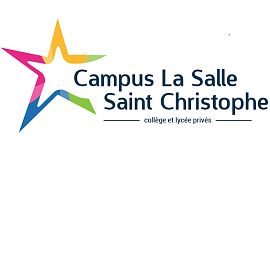 Campus La Salle
Saint Christophe
collège et lycée privés